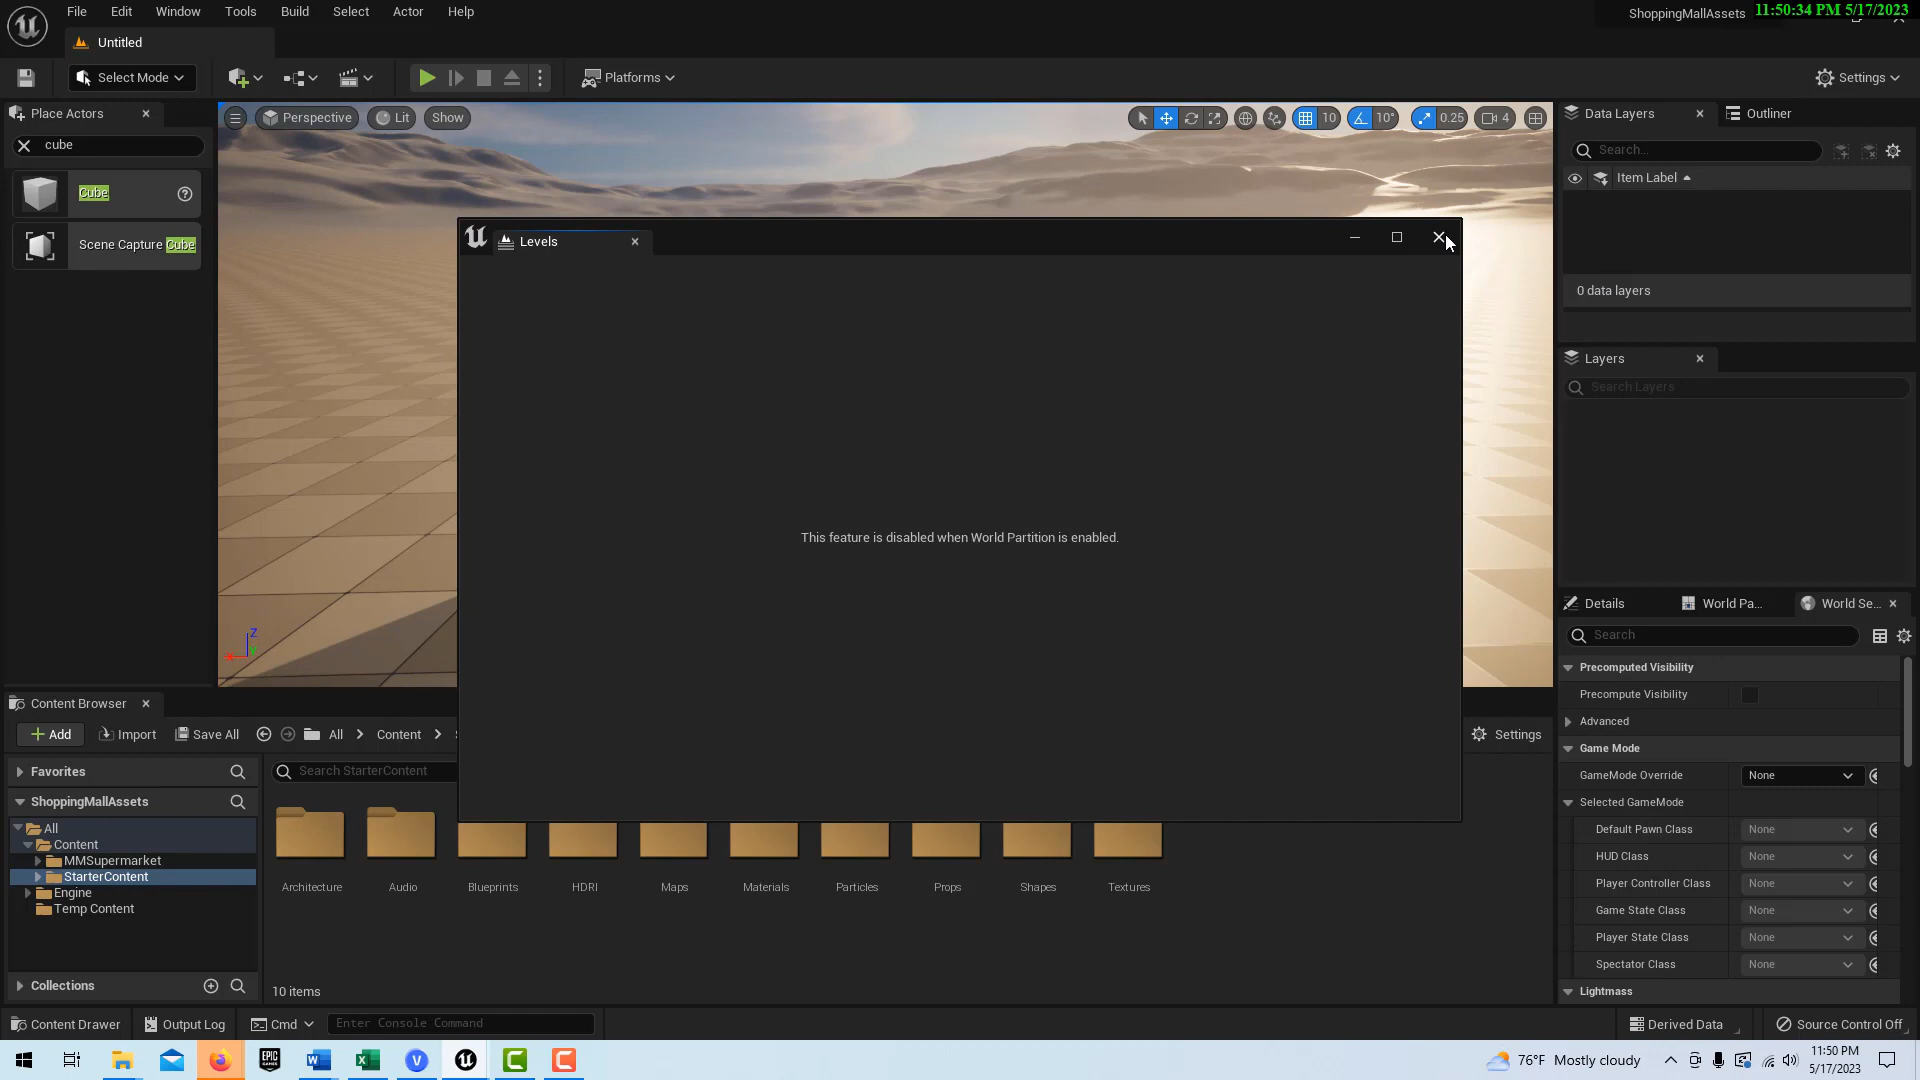 File Edit Window Tools Build Select Actor Help
ShoppingMallAssets
11:50:34 PM 5/17/2023
Untitled
Select Mode
Platforms
Settings
Place Actors
cube
Cube
Scene Capture Cube
Perspective
Lit
Show
10
10°
0.25
4
Data Layers
Outliner
Search...
Item Label
0 data layers
Layers
Search Layers
Levels
This feature is disabled when World Partition is enabled.
Z
Details
World Pa...
World Se...
Search
Precomputed Visibility
Precompute Visibility
Advanced
Game Mode
GameMode Override None
Selected GameMode
Default Pawn Class None
HUD Class None
Player Controller Class None
Game State Class None
Player State Class None
Spectator Class None
Lightmass
Content Browser
Add
Import
Save All
All
Content
Settings
Favorites
Search StarterContent
ShoppingMallAssets
All
Content
MMSupermarket
StarterContent
Engine
Temp Content
Architecture
Audio
Blueprints
HDRI
Maps
Materials
Particles
Props
Shapes
Textures
Collections
10 items
Content Drawer
Output Log
Cmd
Enter Console Command
Derived Data
Source Control Off
EPIC
76°F Mostly cloudy
11:50 PM
5/17/2023